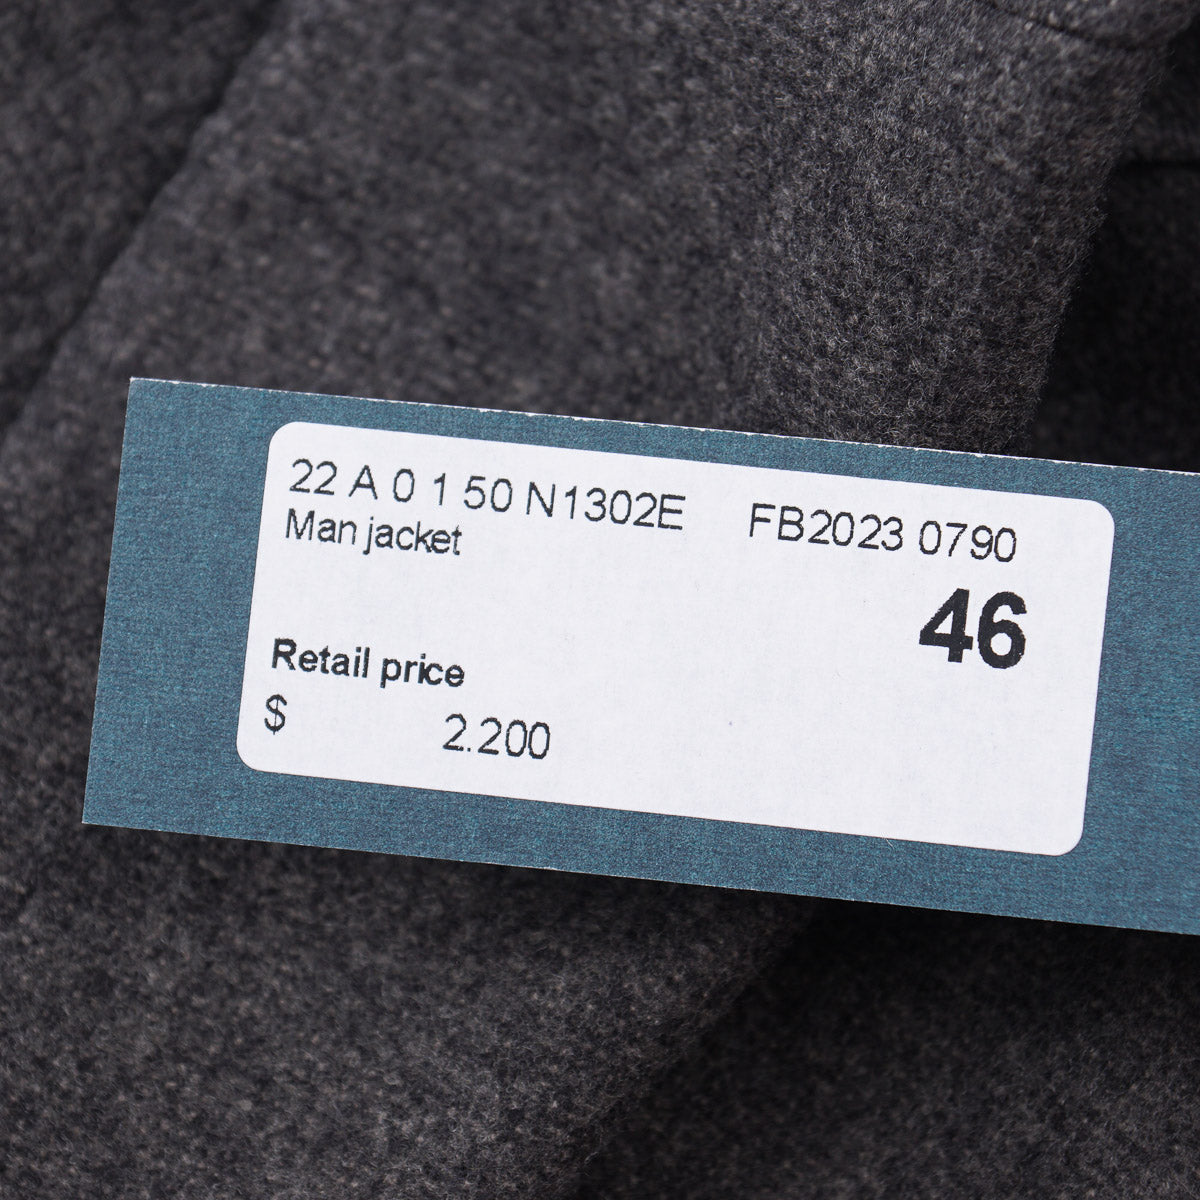 22 A 0 1 50 N1302E FB2023 0790
Man jacket
46
Retail price
$ 2.200